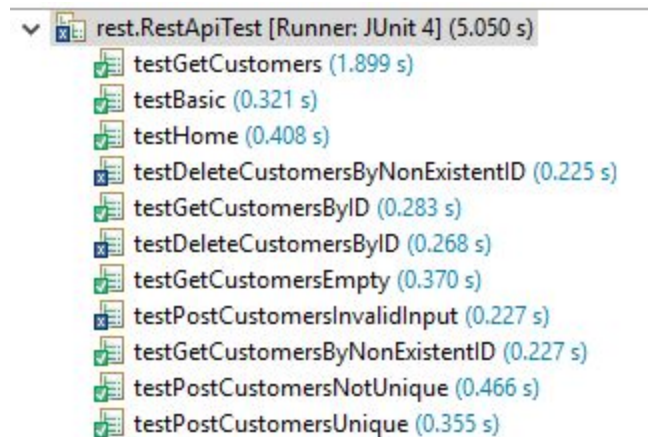 rest.RestApiTest [Runner: JUnit 4] (5.050 s)
testGetCustomers (1.899 s)
testBasic (0.321 s)
testHome (0.408 s)
testDeleteCustomersByNonExistentID (0.225 s)
testGetCustomersByID (0.283 s)
testDeleteCustomersByID (0.268 s)
testGetCustomersEmpty (0.370 s)
testPostCustomersInvalidInput (0.227 s)
testGetCustomersByNonExistentID (0.227 s)
testPostCustomersNotUnique (0.466 s)
testPostCustomersUnique (0.355 s)